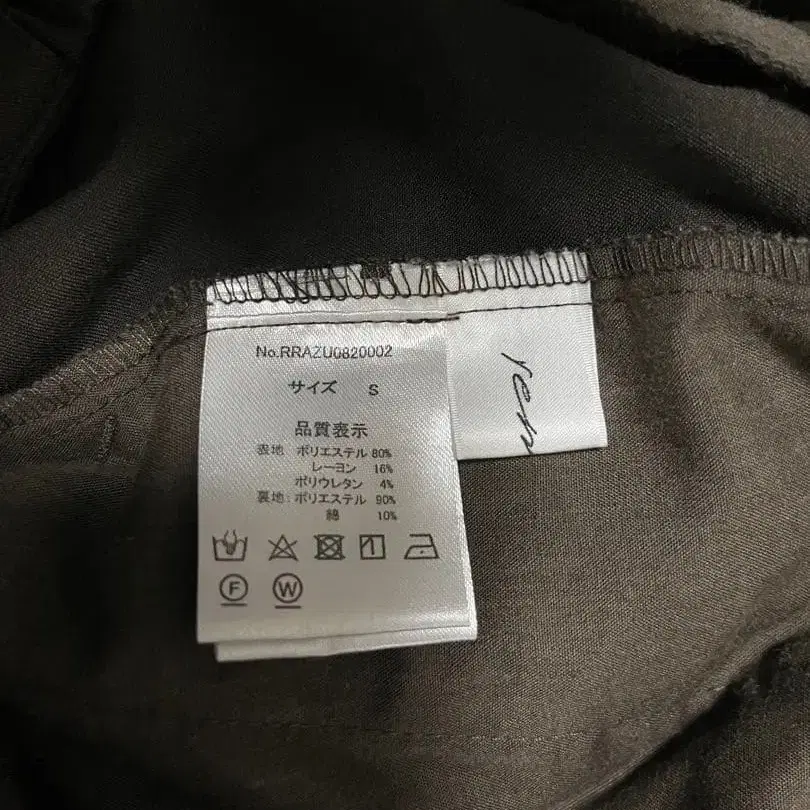 No.RRAZU0820002
サイズ S
品質表示
表地 ポリエステル 80%
レーヨン 16%
ポリウレタン 4%
裏地:ポリエステル 90%
綿 10%
F W